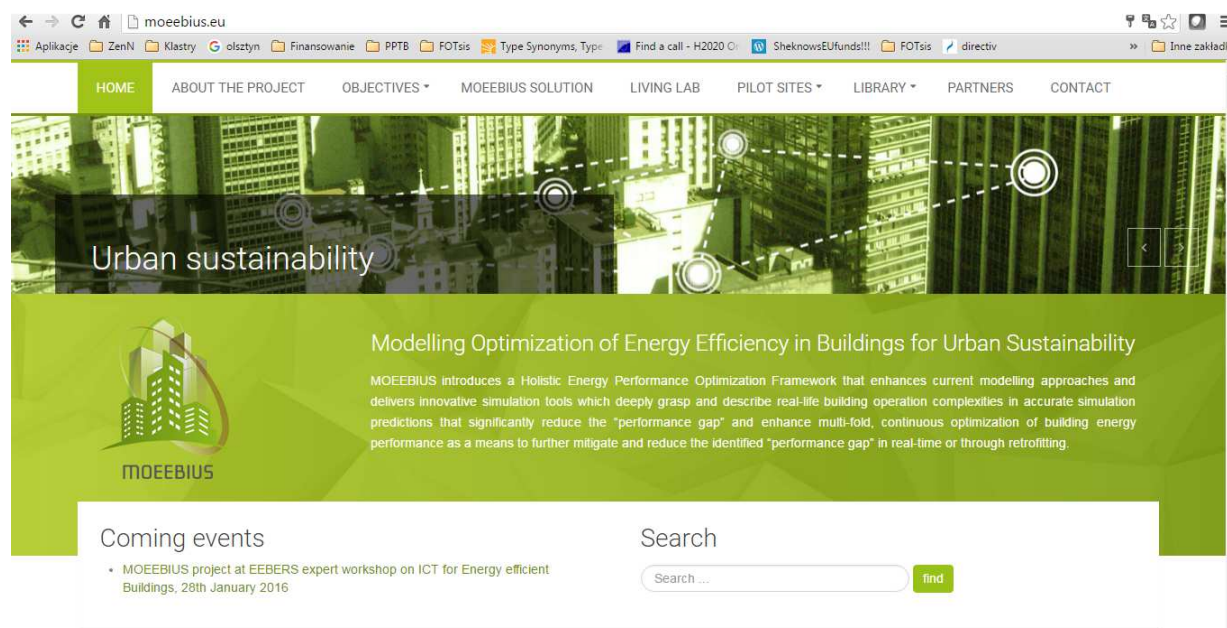 moeebius.eu
Aplikacje ZenN Klastry olsztyn Finansowanie PPTB FOTsis Type Synonyms, Type Find a call - H2020 O SheknowsEUfunds!!! FOTsis directiv » Inne zakładk
HOME ABOUT THE PROJECT OBJECTIVES MOEEBIUS SOLUTION LIVING LAB PILOT SITES LIBRARY PARTNERS CONTACT
Urban sustainability
Modelling Optimization of Energy Efficiency in Buildings for Urban Sustainability
MOEEBIUS introduces a Holistic Energy Performance Optimization Framework that enhances current modelling approaches and
delivers innovative simulation tools which deeply grasp and describe real-life building operation complexities in accurate simulation
predictions that significantly reduce the "performance gap" and enhance multi-fold, continuous optimization of building energy
performance as a means to further mitigate and reduce the identified "performance gap" in real-time or through retrofitting.
MOEEBIUS
Coming events
• MOEEBIUS project at EEBERS expert workshop on ICT for Energy efficient
Buildings, 28th January 2016
Search
Search ...
find